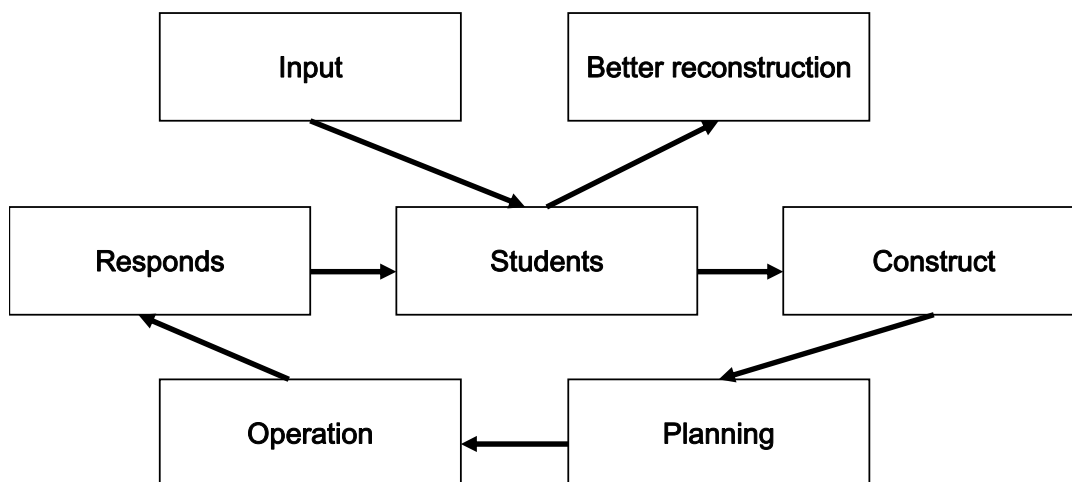 Input
Better reconstruction
Responds
Students
Construct
Operation
Planning